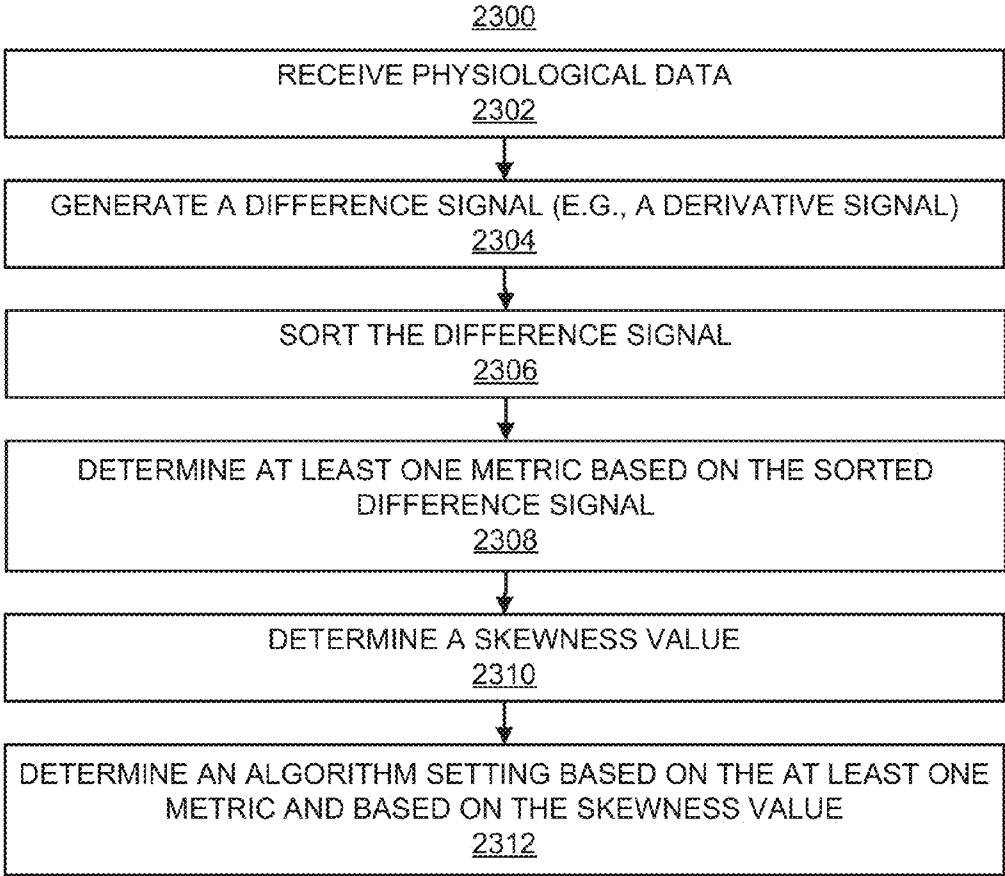 2300
RECEIVE PHYSIOLOGICAL DATA
2302
GENERATE A DIFFERENCE SIGNAL (E.G., A DERIVATIVE SIGNAL)
2304
SORT THE DIFFERENCE SIGNAL
2306
DETERMINE AT LEAST ONE METRIC BASED ON THE SORTED
DIFFERENCE SIGNAL
2308
DETERMINE A SKEWNESS VALUE
2310
DETERMINE AN ALGORITHM SETTING BASED ON THE AT LEAST ONE
METRIC AND BASED ON THE SKEWNESS VALUE
2312